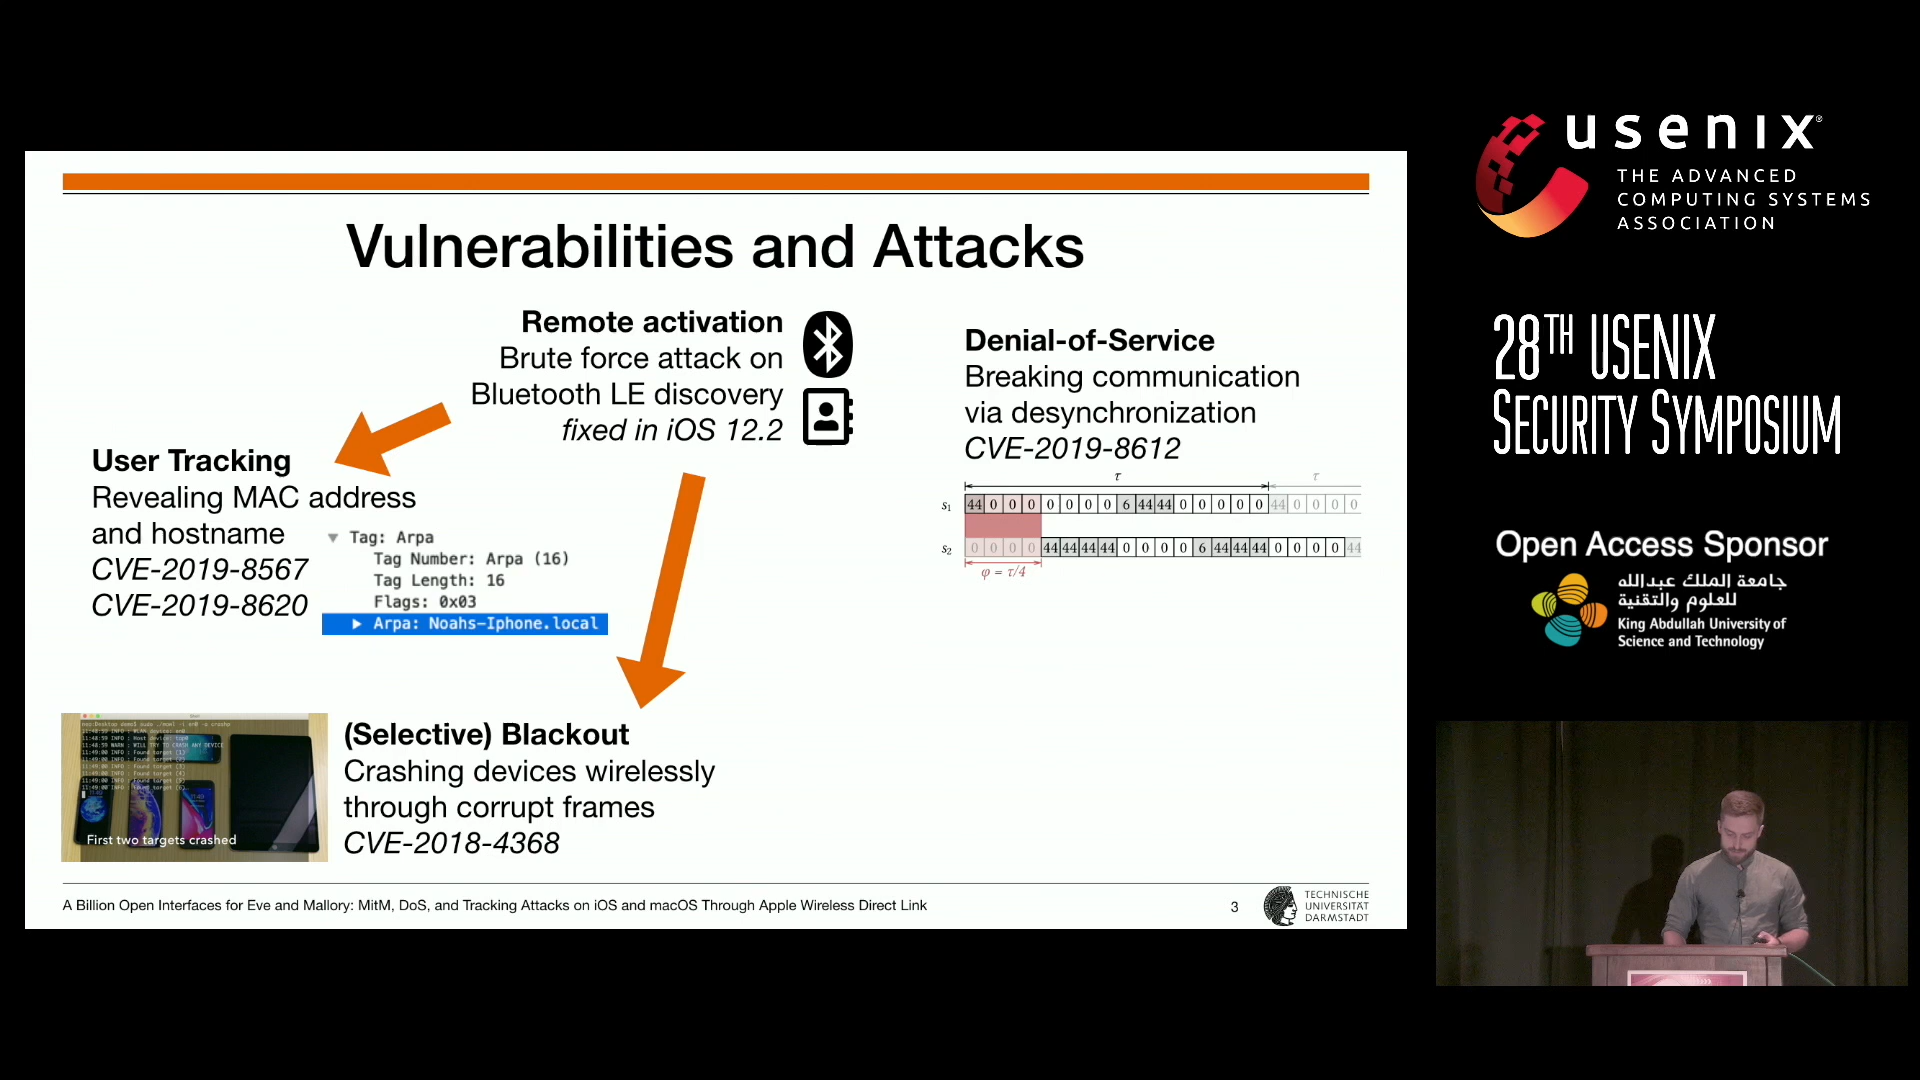 Vulnerabilities and Attacks
Remote activation
Brute force attack on
Bluetooth LE discovery
fixed in iOS 12.2
User Tracking
Revealing MAC address
and hostname
CVE-2019-8567
CVE-2019-8620
Tag: Arpa
Tag Number: Arpa (16)
Tag Length: 16
Flags: 0x03
Arpa: Noahs-Iphone.local
(Selective) Blackout
Crashing devices wirelessly
through corrupt frames
CVE-2018-4368
First two targets crashed
Denial-of-Service
Breaking communication
via desynchronization
CVE-2019-8612
τ τ
s1 44 0 0 0 0 0 0 0 6 44 44 0 0 0 0 0 44 0 0 0 0
s2 0 0 0 0 44 44 44 44 0 0 0 0 6 44 44 44 0 0 0 0 44
φ = τ/4
A Billion Open Interfaces for Eve and Mallory: MitM, DoS, and Tracking Attacks on iOS and macOS Through Apple Wireless Direct Link
3
TECHNISCHE
UNIVERSITÄT
DARMSTADT
usenix®
THE ADVANCED
COMPUTING SYSTEMS
ASSOCIATION
28TH USENIX
SECURITY SYMPOSIUM
Open Access Sponsor
جامعة الملك عبدالله
للعلوم والتقنية
King Abdullah University of
Science and Technology